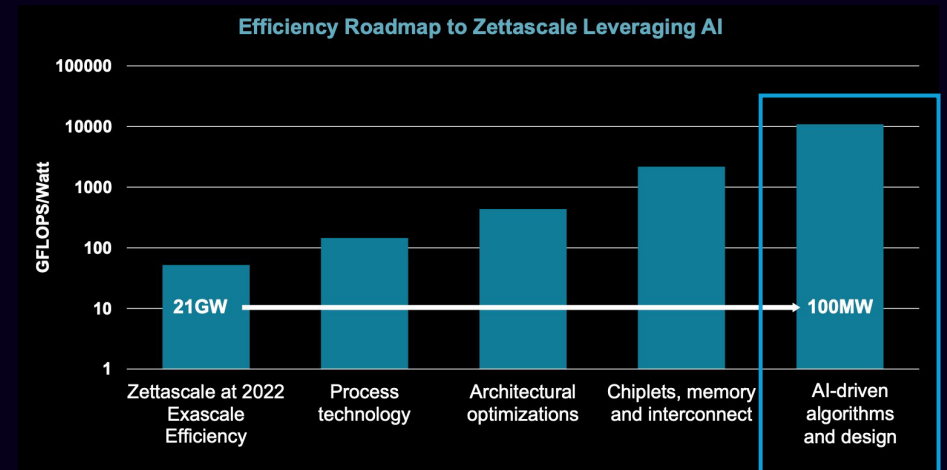 Efficiency Roadmap to Zettascale Leveraging AI
GFLOPS/Watt
100000
10000
1000
100
10
1
21GW
100MW
Zettascale at 2022
Exascale
Efficiency
Process
technology
Architectural
optimizations
Chiplets, memory
and interconnect
AI-driven
algorithms
and design